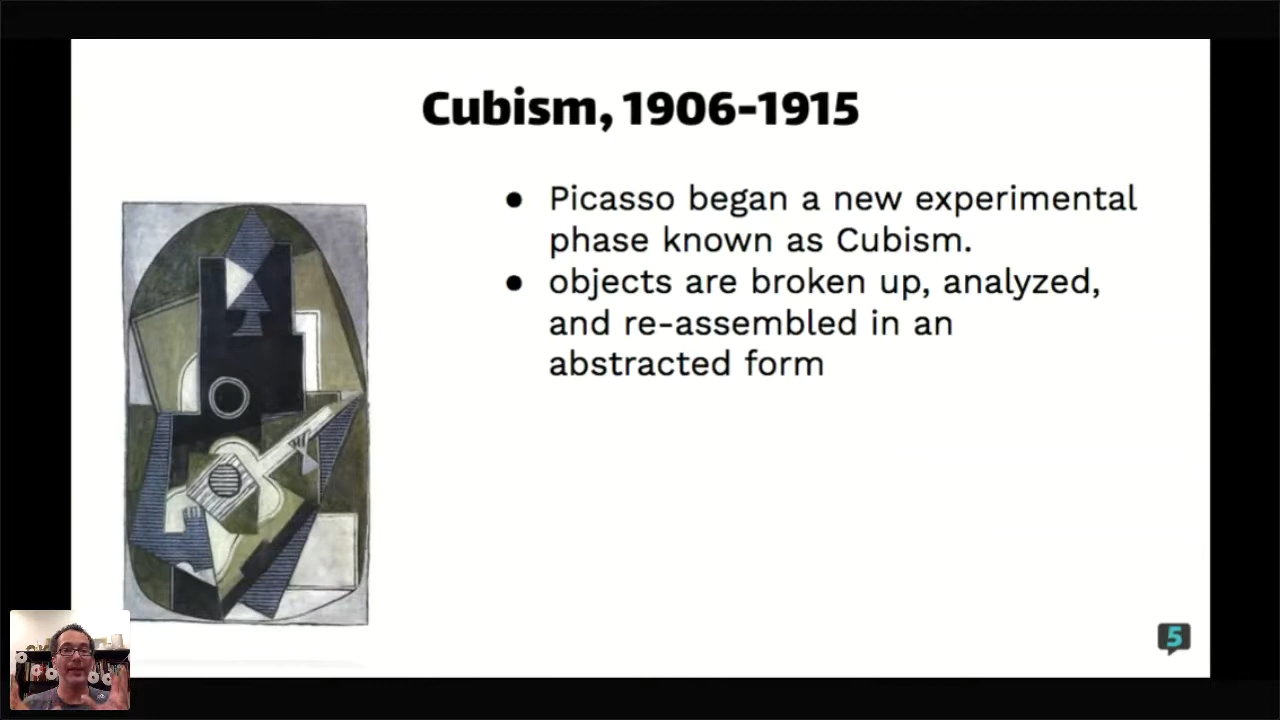 Cubism, 1906-1915
● Picasso began a new experimental
phase known as Cubism.
● objects are broken up, analyzed,
and re-assembled in an
abstracted form
5